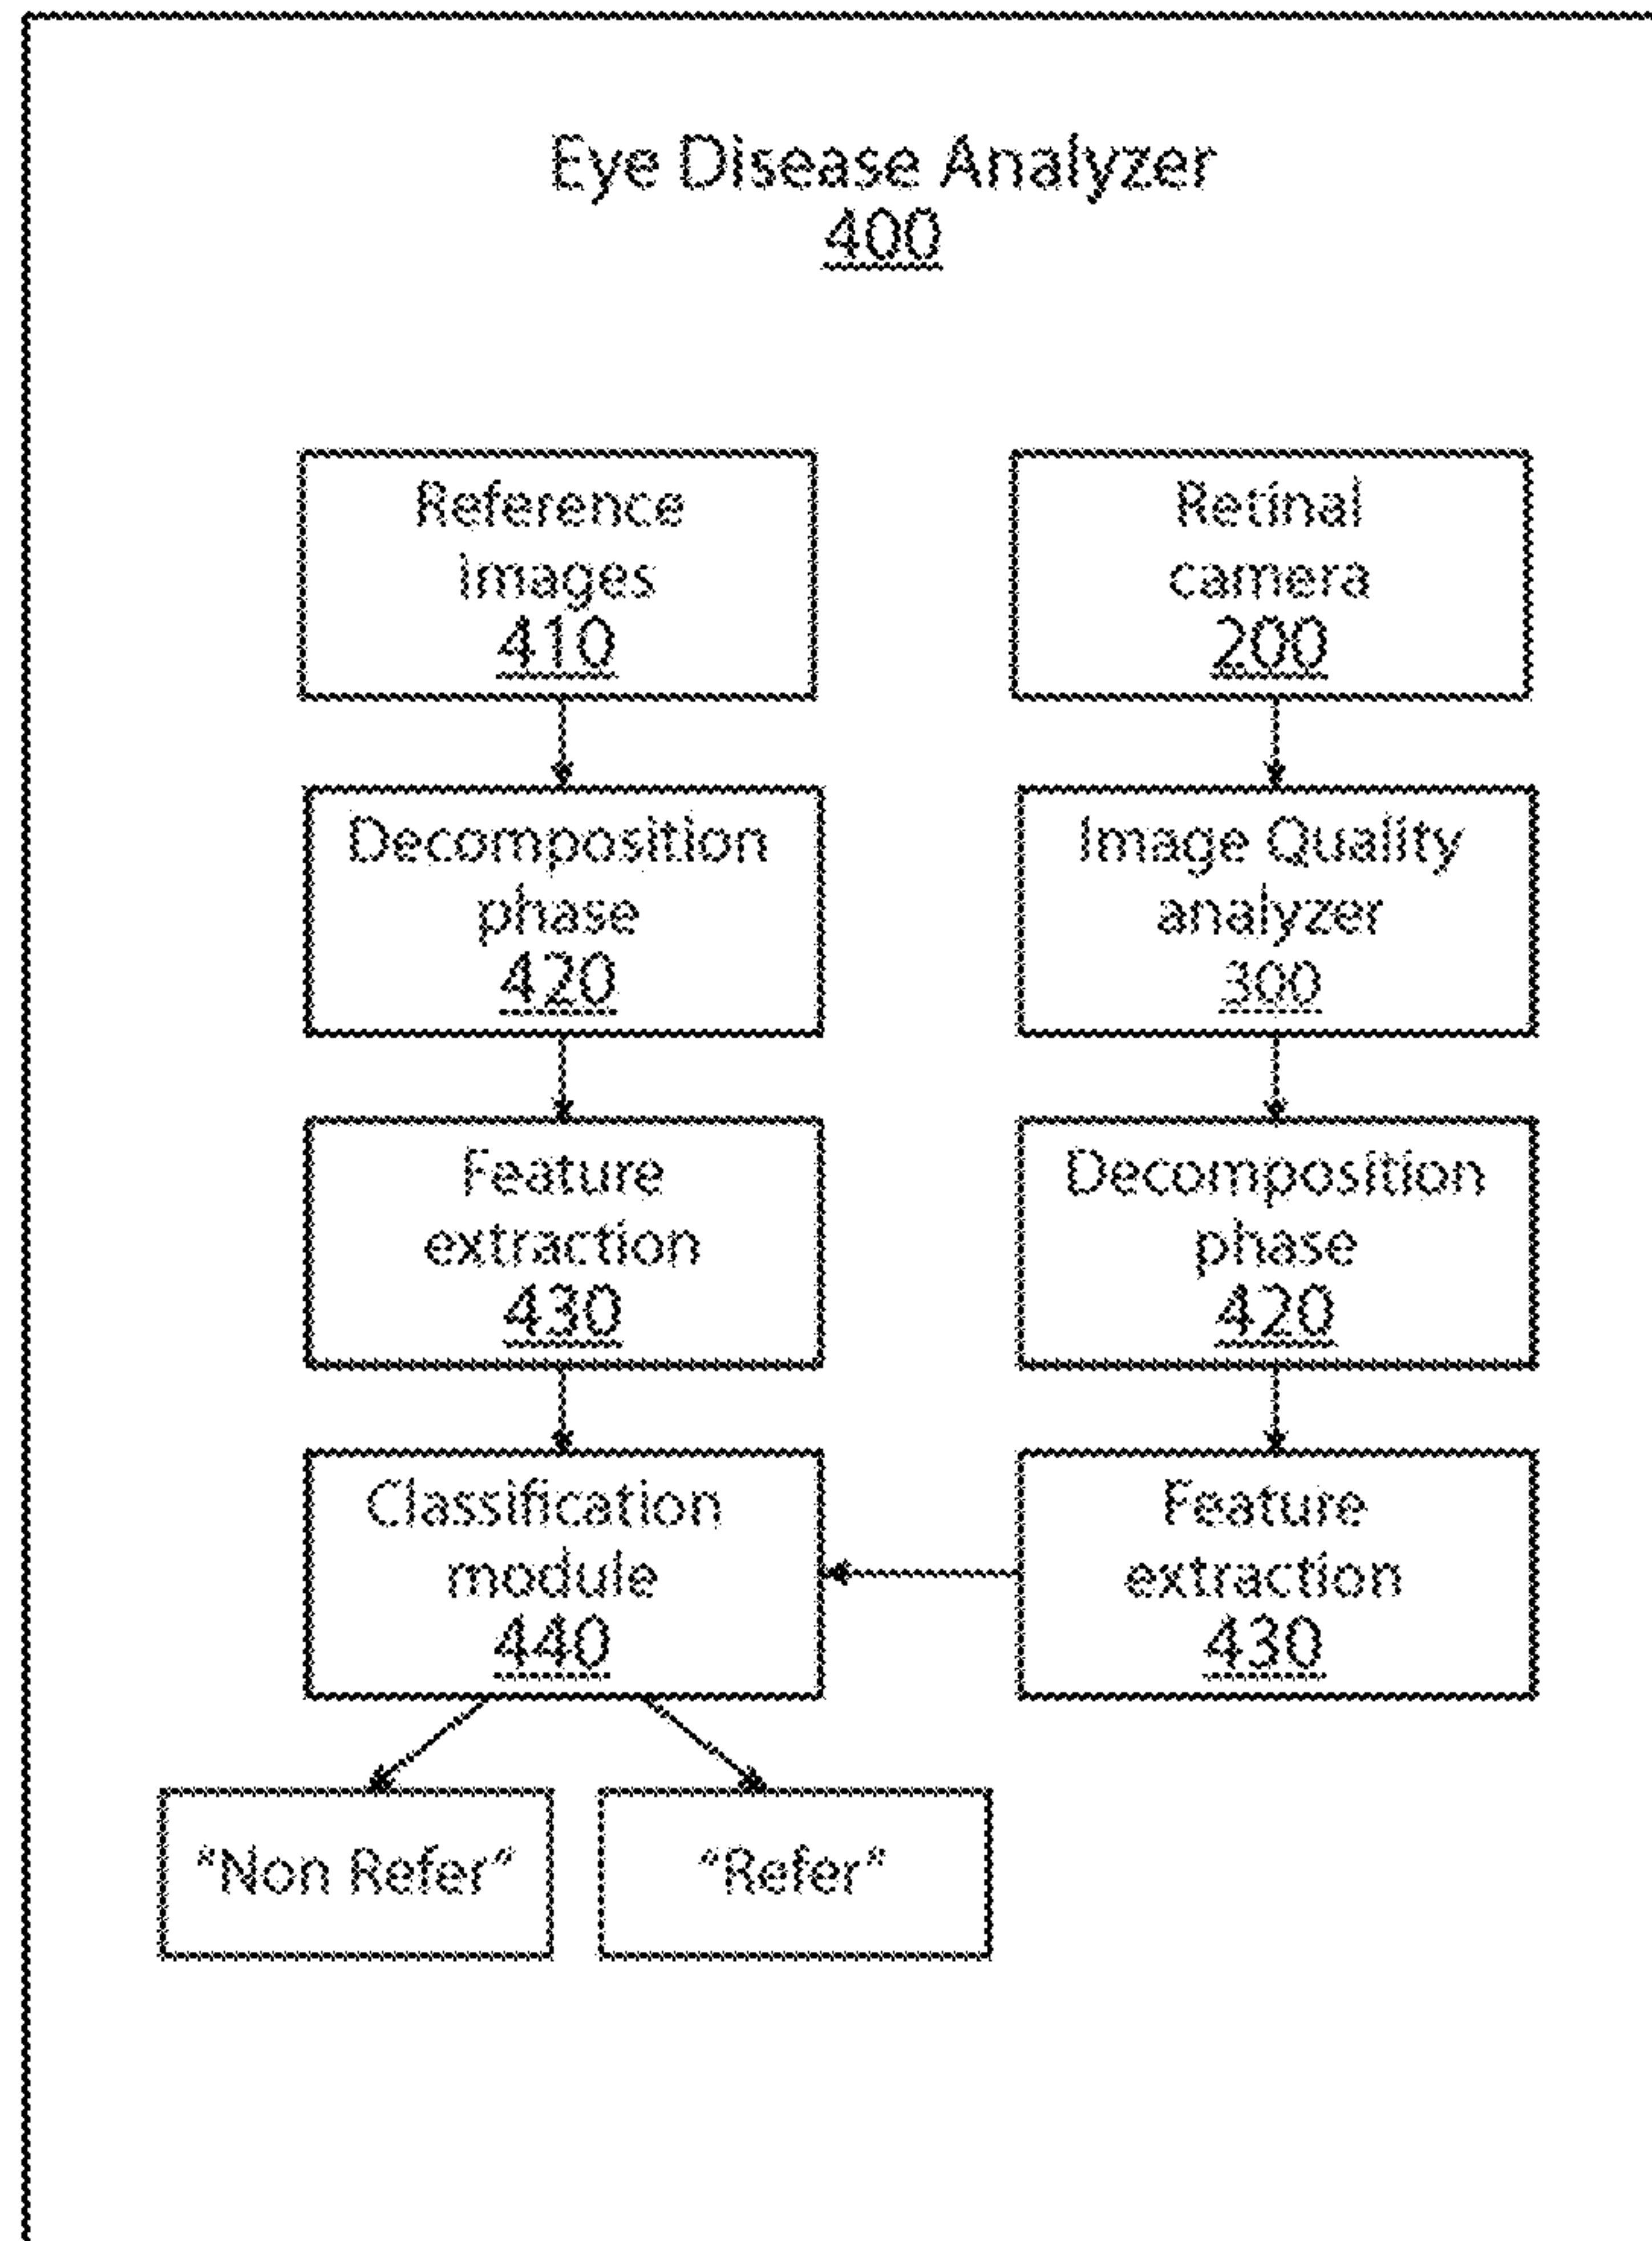 Eye Disease Analyzer
400
Reference
images
410
Retinal
camera
200
Decomposition
phase
420
Image Quality
analyzer
300
Feature
extraction
430
Decomposition
phase
420
Classification
module
440
Feature
extraction
430
"Non Refer"
"Refer"